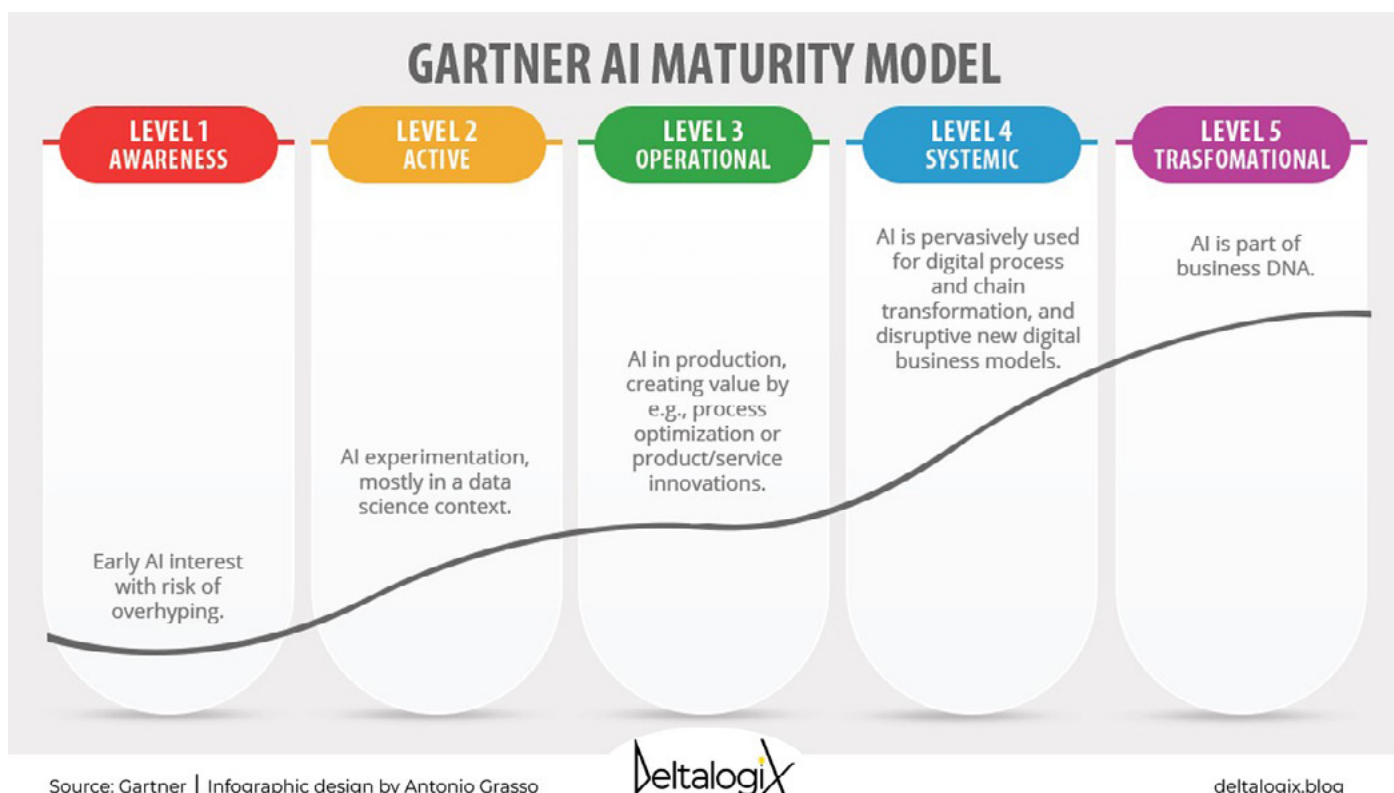 GARTNER AI MATURITY MODEL
LEVEL 1
AWARENESS
Early AI interest
with risk of
overhyping.
LEVEL 2
ACTIVE
AI experimentation,
mostly in a data
science context.
LEVEL 3
OPERATIONAL
AI in production,
creating value by
e.g., process
optimization or
product/service
innovations.
LEVEL 4
SYSTEMIC
AI is pervasively used
for digital process
and chain
transformation, and
disruptive new digital
business models.
LEVEL 5
TRASFOMATIONAL
AI is part of
business DNA.
Source: Gartner | Infographic design by Antonio Grasso
DeltalogiX
deltalogix.blog